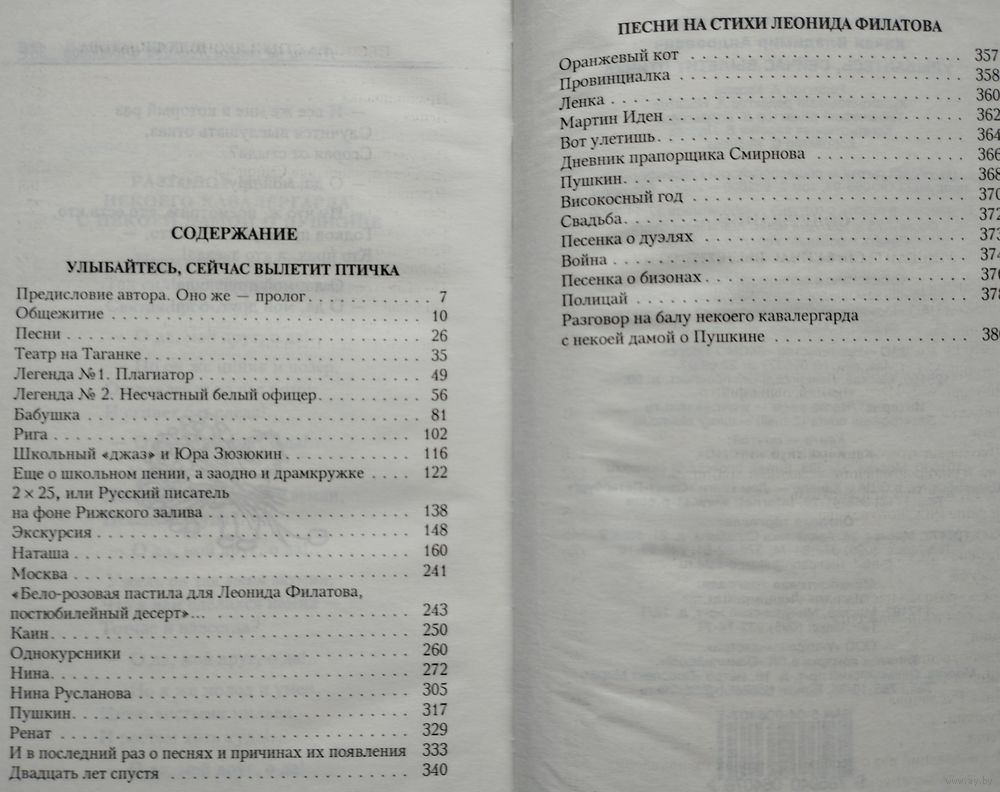 СОДЕРЖАНИЕ
УЛЫБАЙТЕСЬ, СЕЙЧАС ВЫЛЕТИТ ПТИЧКА
Предисловие автора. Оно же — пролог . . . . . . . . . . . . 7
Общежитие . . . . . . . . . . . . 10
Песни . . . . . . . . . . . . 26
Театр на Таганке . . . . . . . . . . . . 35
Легенда №1. Плагиатор . . . . . . . . . . . . 49
Легенда № 2. Несчастный белый офицер . . . . . . . . . . . . 56
Бабушка . . . . . . . . . . . . 81
Рига . . . . . . . . . . . . 102
Школьный «джаз» и Юра Зюзюкин . . . . . . . . . . . . 116
Еще о школьном пении, а заодно и драмкружке . . . . 122
2 × 25, или Русский писатель
на фоне Рижского залива . . . . . . . . . . . . 138
Экскурсия . . . . . . . . . . . . 148
Наташа . . . . . . . . . . . . 160
Москва . . . . . . . . . . . . 241
«Бело-розовая пастила для Леонида Филатова,
постюбилейный десерт»... . . . . . . . . . . . . 243
Каин . . . . . . . . . . . . 250
Однокурсники . . . . . . . . . . . . 260
Нина . . . . . . . . . . . . 272
Нина Русланова . . . . . . . . . . . . 305
Пушкин . . . . . . . . . . . . 317
Ренат . . . . . . . . . . . . 329
И в последний раз о песнях и причинах их появления 333
Двадцать лет спустя . . . . . . . . . . . . 340
ПЕСНИ НА СТИХИ ЛЕОНИДА ФИЛАТОВА
Оранжевый кот . . . . . . . . . . . . 357
Провинциалка . . . . . . . . . . . . 358
Ленка . . . . . . . . . . . . 360
Мартин Иден . . . . . . . . . . . . 362
Вот улетишь . . . . . . . . . . . . 364
Дневник прапорщика Смирнова . . . . . . . . . . . . 366
Пушкин . . . . . . . . . . . . 368
Високосный год . . . . . . . . . . . . 370
Свадьба . . . . . . . . . . . . 372
Песенка о дуэлях . . . . . . . . . . . . 373
Война . . . . . . . . . . . . 374
Песенка о бизонах . . . . . . . . . . . . 376
Полицай . . . . . . . . . . . . 378
Разговор на балу некоего кавалергарда
с некоей дамой о Пушкине . . . . . . . . . . . . 380